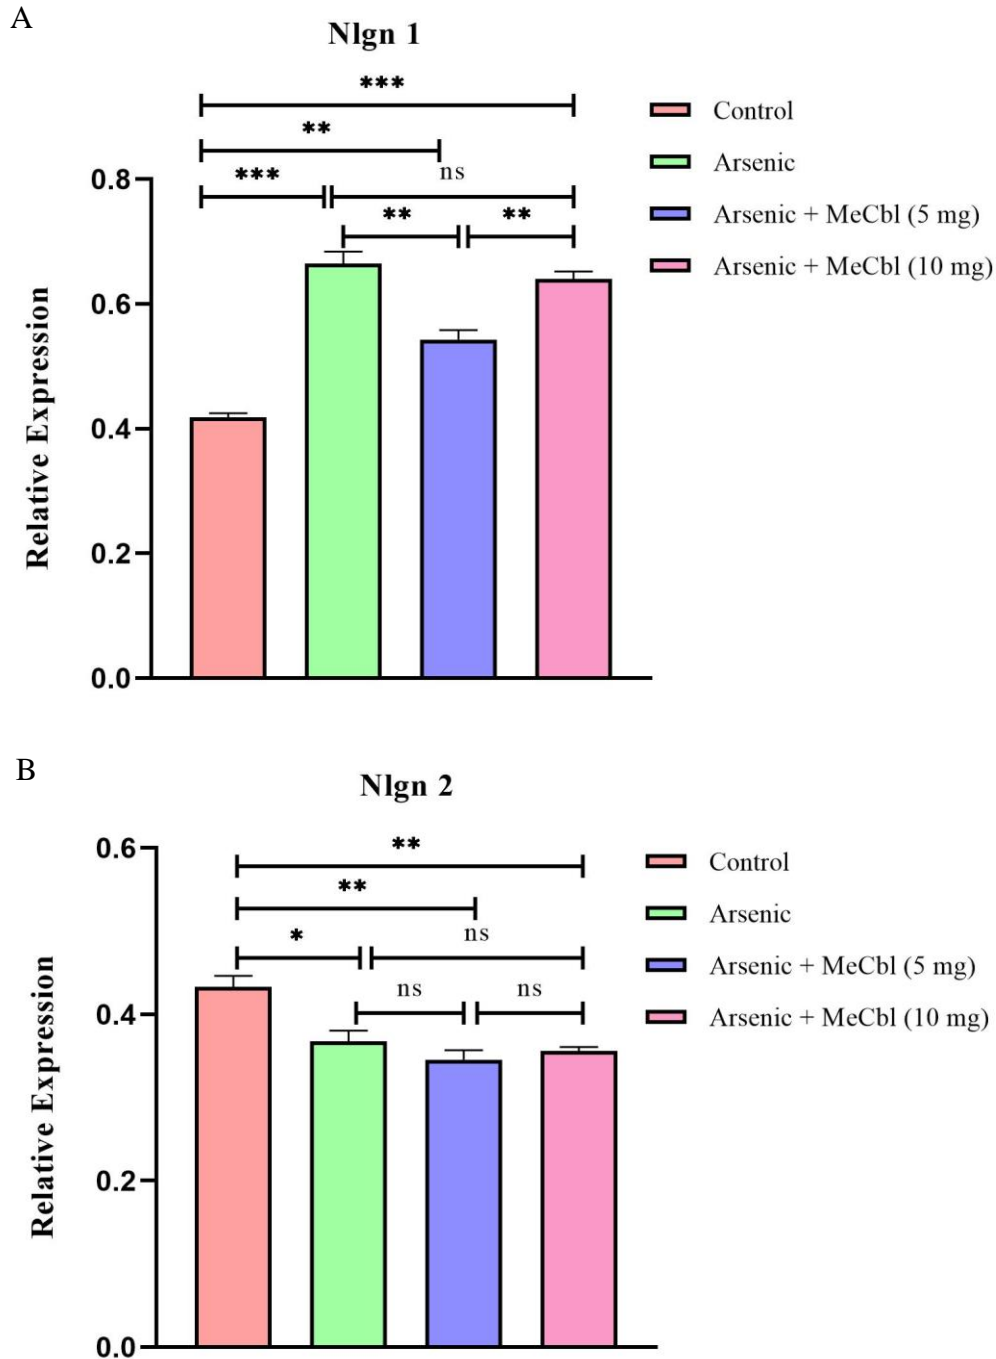 A
Nlgn 1
***
**
***
ns
**
**
Control
Arsenic
Arsenic + MeCbl (5 mg)
Arsenic + MeCbl (10 mg)
Relative Expression
0.8
0.6
0.4
0.2
0.0
B
Nlgn 2
**
**
*
ns
ns
ns
Control
Arsenic
Arsenic + MeCbl (5 mg)
Arsenic + MeCbl (10 mg)
Relative Expression
0.6
0.4
0.2
0.0